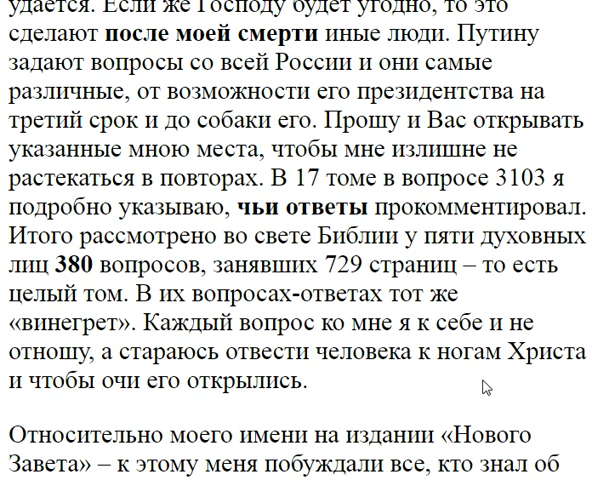 удается. Если же Господу будет угодно, то это
сделают после моей смерти иные люди. Путину
задают вопросы со всей России и они самые
различные, от возможности его президентства на
третий срок и до собаки его. Прошу и Вас открывать
указанные мною места, чтобы мне излишне не
растекаться в повторах. В 17 томе в вопросе 3103 я
подробно указываю, чьи ответы прокомментировал.
Итого рассмотрено во свете Библии у пяти духовных
лиц 380 вопросов, занявших 729 страниц – то есть
целый том. В их вопросах-ответах тот же
«винегрет». Каждый вопрос ко мне я к себе и не
отношу, а стараюсь отвести человека к ногам Христа
и чтобы очи его открылись.
Относительно моего имени на издании «Нового
Завета» – к этому меня побуждали все, кто знал об